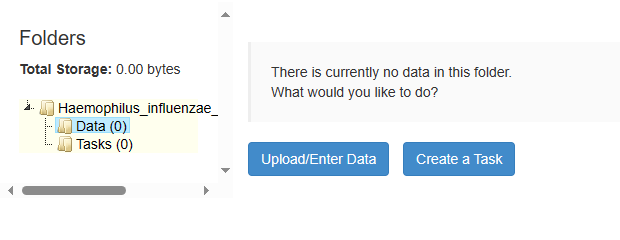 Folders
Total Storage: 0.00 bytes
Haemophilus_influenzae_
Data (0)
Tasks (0)
There is currently no data in this folder.
What would you like to do?
Upload/Enter Data
Create a Task